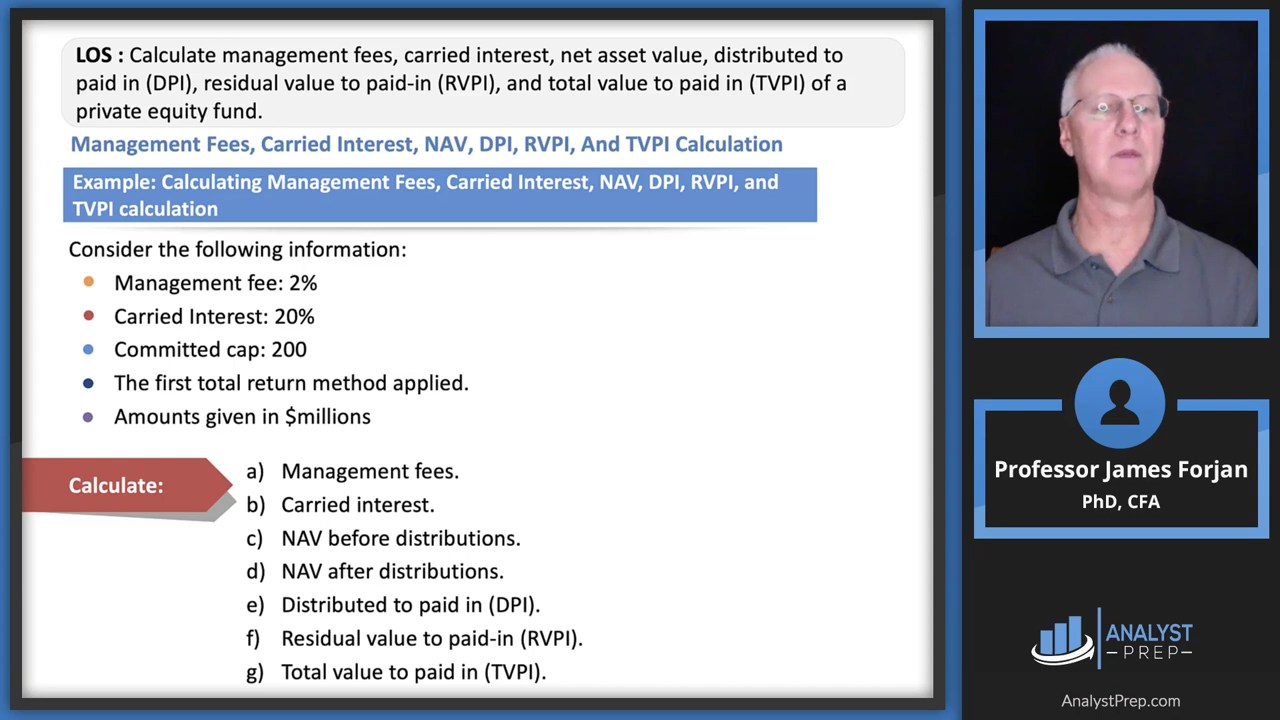 LOS : Calculate management fees, carried interest, net asset value, distributed to
paid in (DPI), residual value to paid-in (RVPI), and total value to paid in (TVPI) of a
private equity fund.
Management Fees, Carried Interest, NAV, DPI, RVPI, And TVPI Calculation
Example: Calculating Management Fees, Carried Interest, NAV, DPI, RVPI, and
TVPI calculation
Consider the following information:
Management fee: 2%
Carried Interest: 20%
Committed cap: 200
The first total return method applied.
Amounts given in $millions
Calculate:
a) Management fees.
b) Carried interest.
c) NAV before distributions.
d) NAV after distributions.
e) Distributed to paid in (DPI).
f) Residual value to paid-in (RVPI).
g) Total value to paid in (TVPI).
Professor James Forjan
PhD, CFA
ANALYST
PREP
AnalystPrep.com